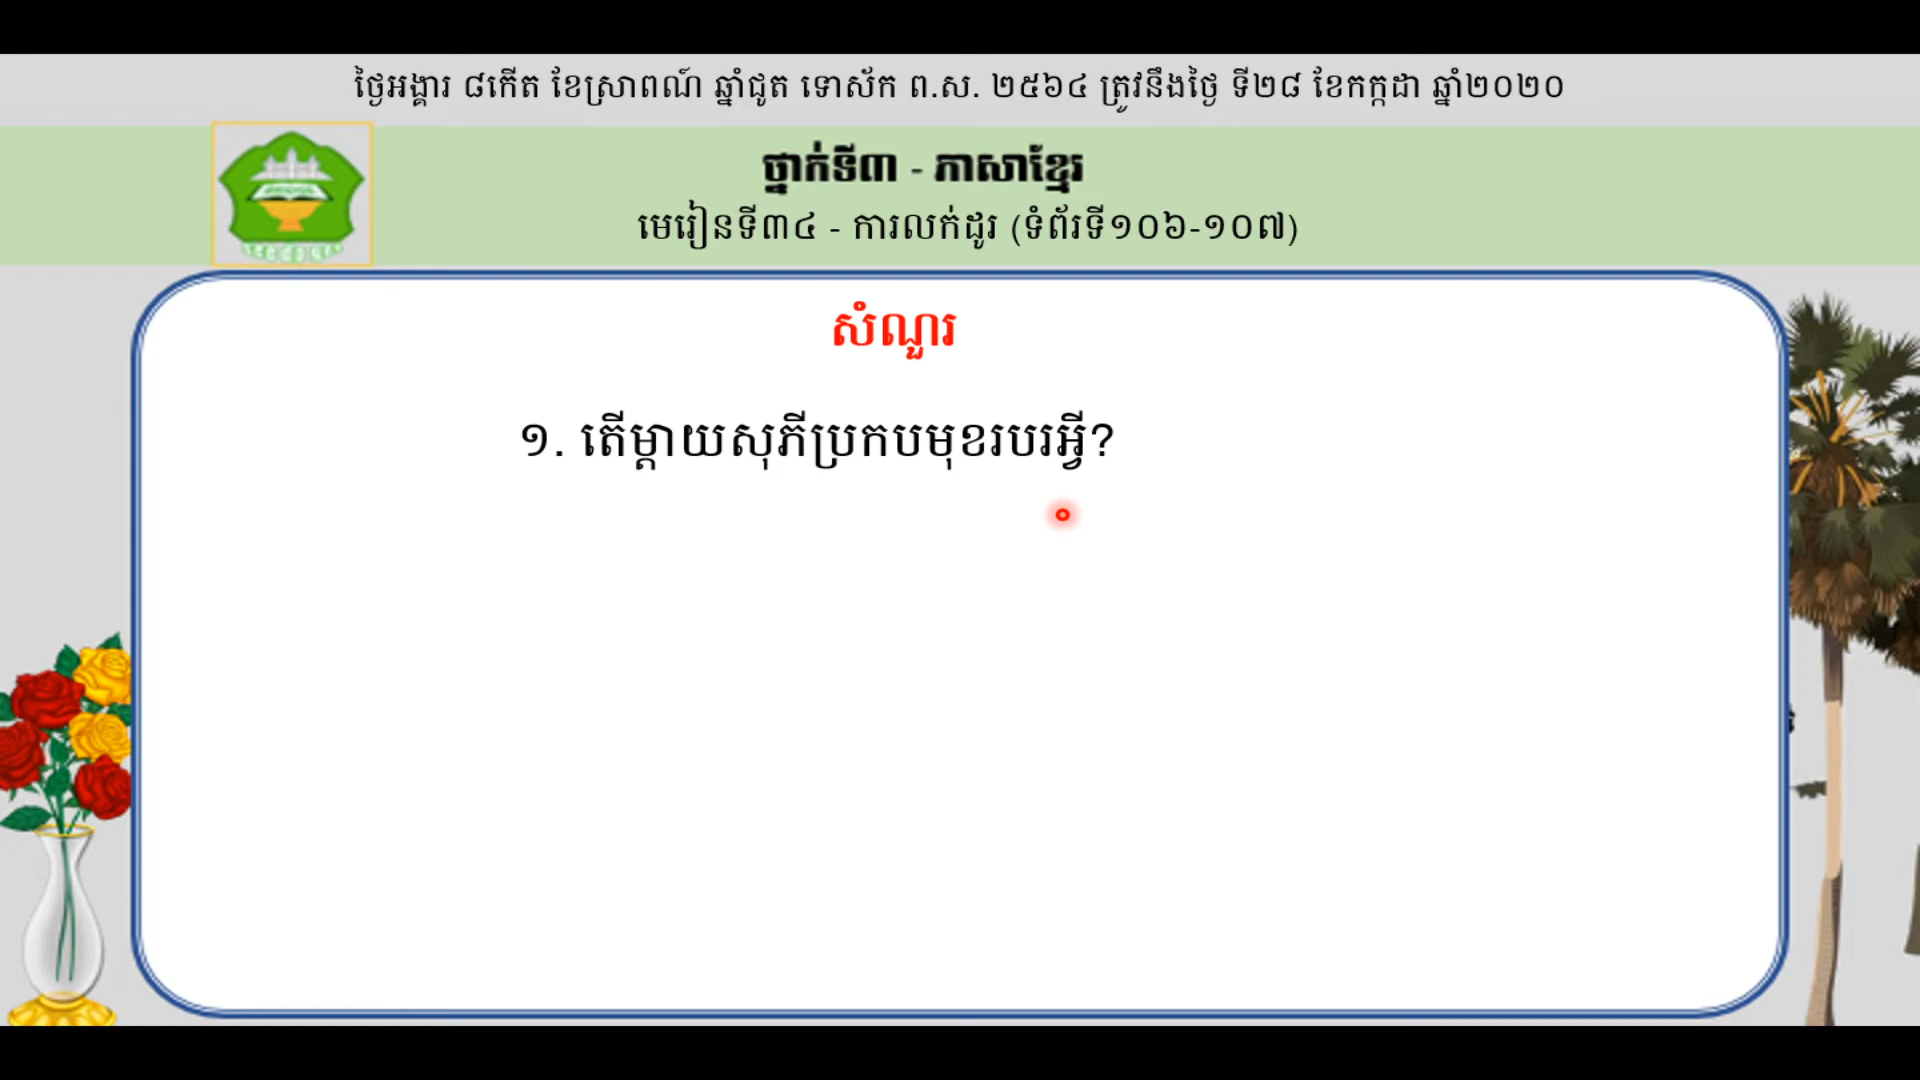 ថ្ងៃអង្គារ ៨កើត ខែស្រាពណ៍ ឆ្នាំជូត ទោស័ក ព.ស. ២៥៦៤ ត្រូវនឹងថ្ងៃ ទី២៨ ខែកក្កដា ឆ្នាំ២០២០
ថ្នាក់ទី៣ - ភាសាខ្មែរ
មេរៀនទី៣៤ - ការលក់ដូរ (ទំព័រទី១០៦-១០៧)
សំណួរ
១. តើម្ដាយសុភីប្រកបមុខរបរអ្វី?